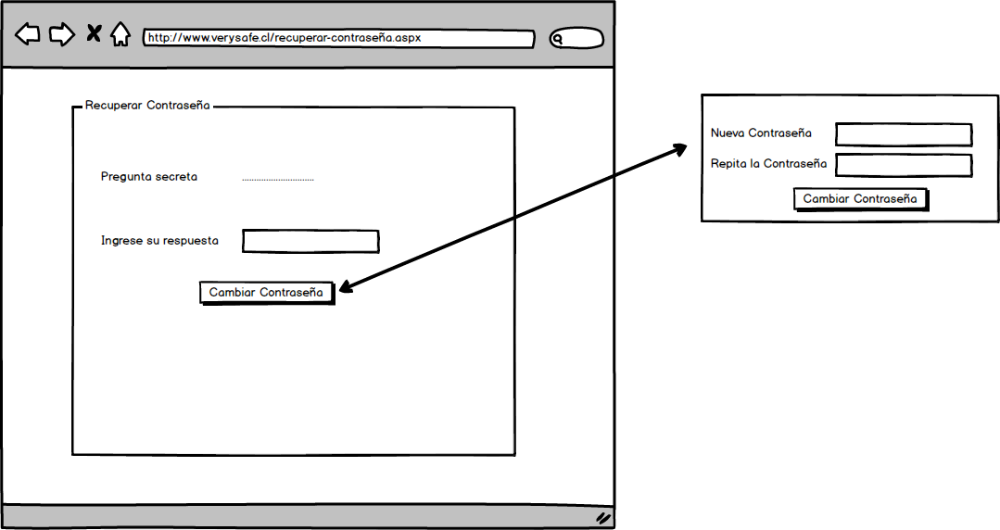 http://www.verysafe.cl/recuperar-contraseña.aspx
Recuperar Contraseña
Pregunta secreta ..............................
Ingrese su respuesta
Cambiar Contraseña
Nueva Contraseña
Repita la Contraseña
Cambiar Contraseña